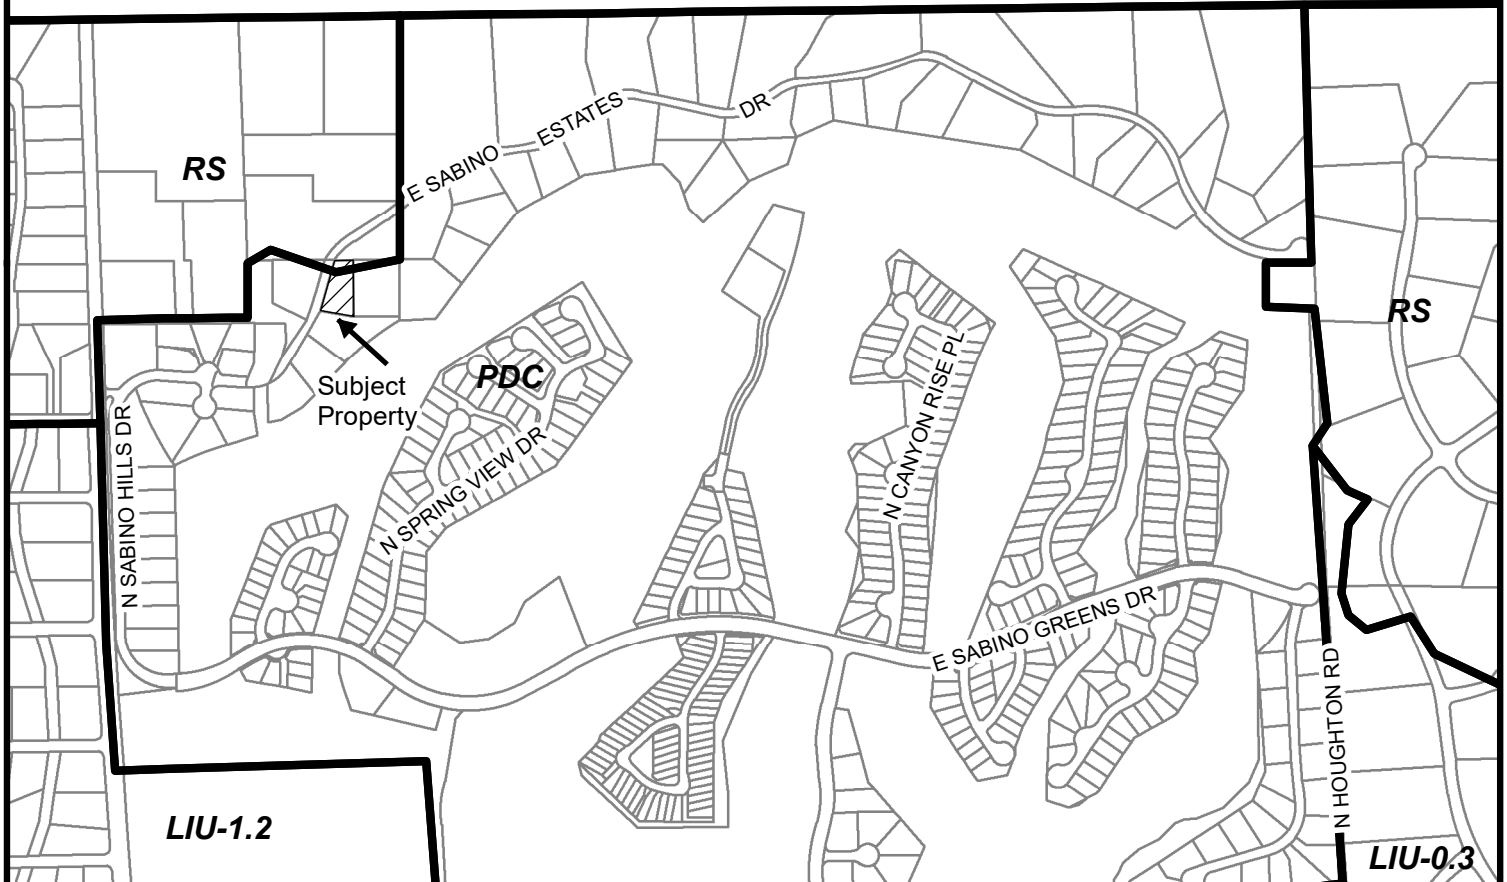 E SABINO ESTATES DR
RS
RS
PDC
Subject
Property
N SABINO HILLS DR
N SPRING VIEW DR
N CANYON RISE PL
E SABINO GREENS DR
N HOUGHTON RD
LIU-1.2
LIU-0.3